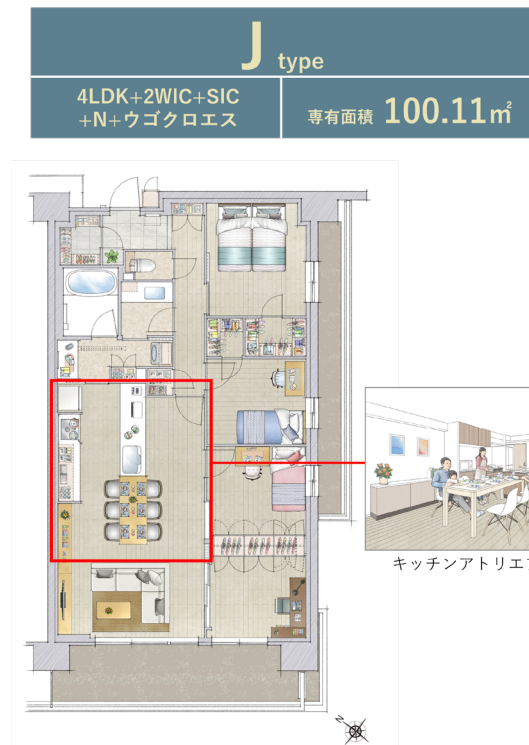 J type
4LDK+2WIC+SIC
+N+ウゴクロエス
専有面積 100.11㎡
キッチンアトリエ
N